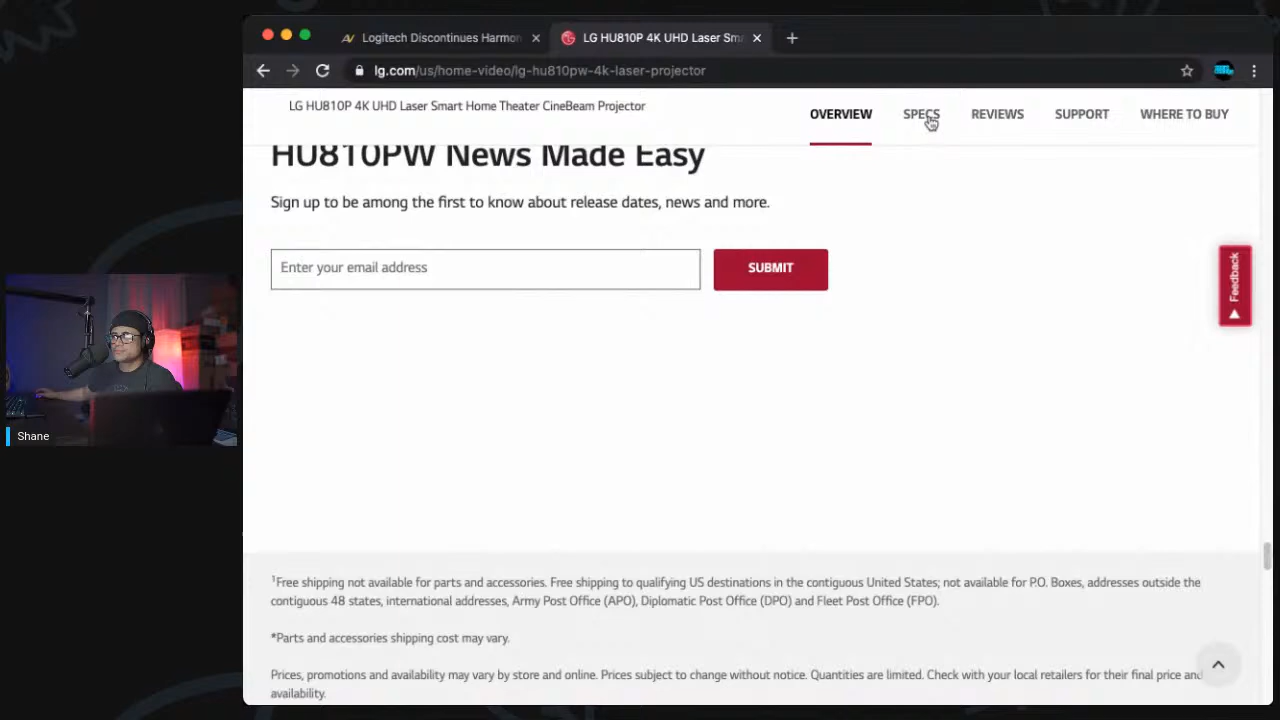 Logitech Discontinues Harmon
LG HU810P 4K UHD Laser Sma
lg.com/us/home-video/lg-hu810pw-4k-laser-projector
LG HU810P 4K UHD Laser Smart Home Theater CineBeam Projector
OVERVIEW
SPECS
REVIEWS
SUPPORT
WHERE TO BUY
HU810PW News Made Easy
Sign up to be among the first to know about release dates, news and more.
Enter your email address
SUBMIT
Feedback
Shane
1Free shipping not available for parts and accessories. Free shipping to qualifying US destinations in the contiguous United States; not available for P.O. Boxes, addresses outside the
contiguous 48 states, international addresses, Army Post Office (APO), Diplomatic Post Office (DPO) and Fleet Post Office (FPO).
*Parts and accessories shipping cost may vary.
Prices, promotions and availability may vary by store and online. Prices subject to change without notice. Quantities are limited. Check with your local retailers for their final price and
availability.